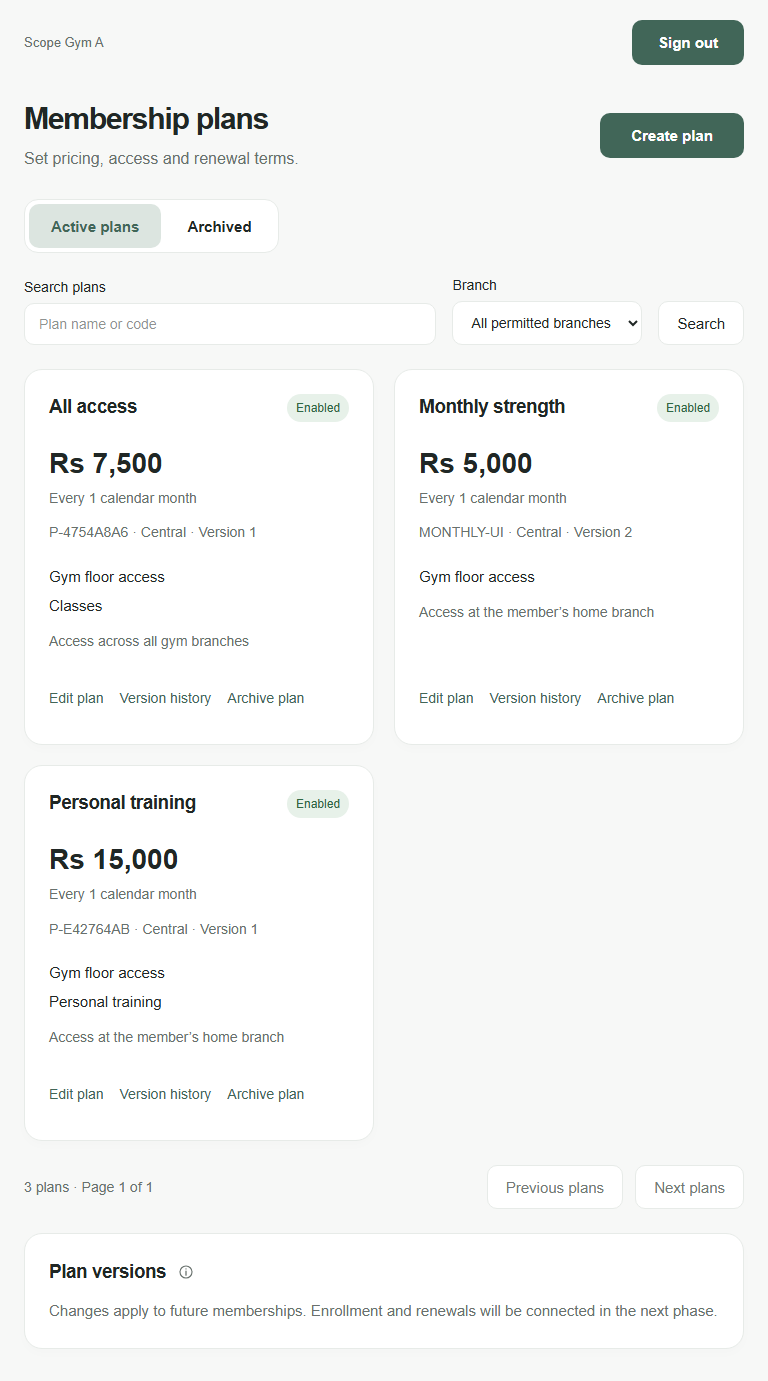 Scope Gym A
Sign out
Membership plans
Set pricing, access and renewal terms.
Create plan
Active plans
Archived
Search plans
Plan name or code
Branch
All permitted branches
Search
All access
Enabled
Rs 7,500
Every 1 calendar month
P-4754A8A6 · Central · Version 1
Gym floor access
Classes
Access across all gym branches
Edit plan Version history Archive plan
Monthly strength
Enabled
Rs 5,000
Every 1 calendar month
MONTHLY-UI · Central · Version 2
Gym floor access
Access at the member’s home branch
Edit plan Version history Archive plan
Personal training
Enabled
Rs 15,000
Every 1 calendar month
P-E42764AB · Central · Version 1
Gym floor access
Personal training
Access at the member’s home branch
Edit plan Version history Archive plan
3 plans · Page 1 of 1
Previous plans
Next plans
Plan versions
Changes apply to future memberships. Enrollment and renewals will be connected in the next phase.